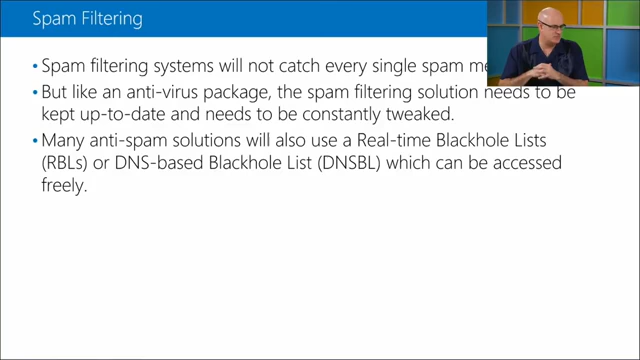 Spam Filtering
• Spam filtering systems will not catch every single spam
• But like an anti-virus package, the spam filtering solution needs to be
kept up-to-date and needs to be constantly tweaked.
• Many anti-spam solutions will also use a Real-time Blackhole Lists
(RBLs) or DNS-based Blackhole List (DNSBL) which can be accessed
freely.